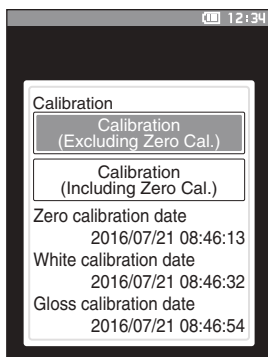 12:34
Calibration
Calibration
(Excluding Zero Cal.)
Calibration
(Including Zero Cal.)
Zero calibration date
2016/07/21 08:46:13
White calibration date
2016/07/21 08:46:32
Gloss calibration date
2016/07/21 08:46:54